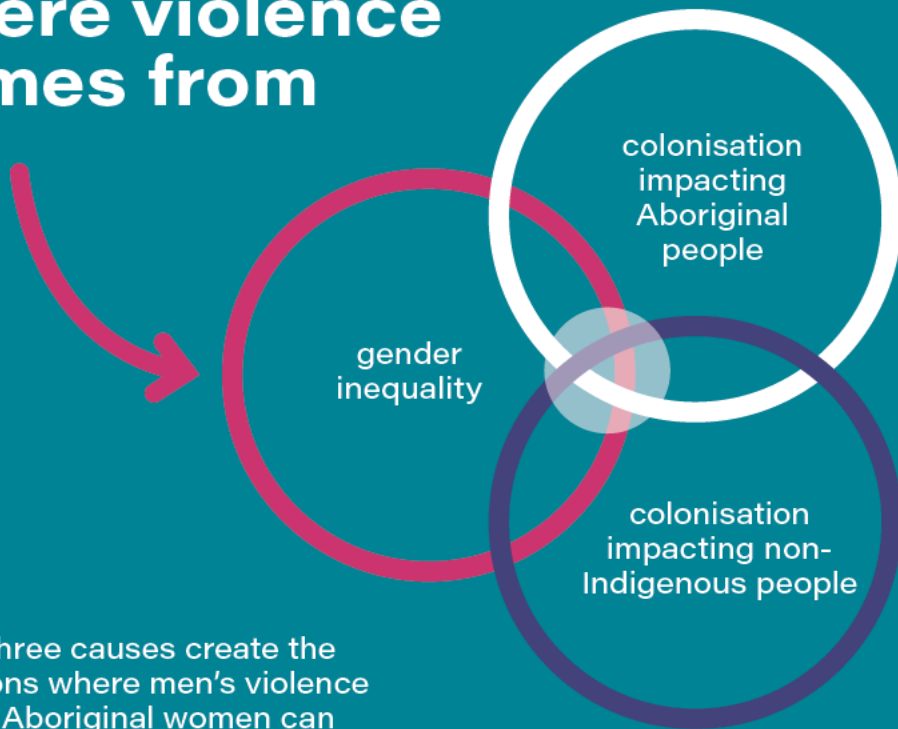 ere violence
mes from
colonisation
impacting
Aboriginal
people
gender
inequality
colonisation
impacting non-
Indigenous people
hree causes create the
ons where men's violence
Aboriginal women can